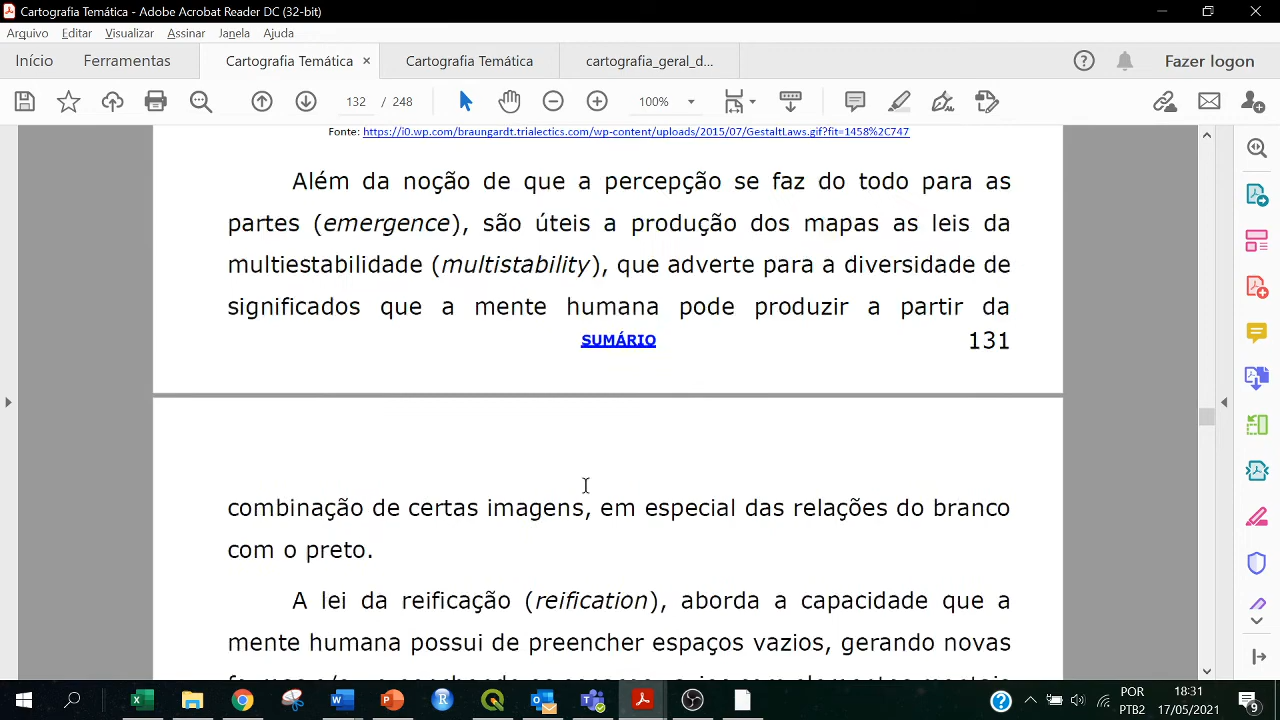 Cartografia Temática - Adobe Acrobat Reader DC (32-bit)
Arquivo Editar Visualizar Assinar Janela Ajuda
Início Ferramentas Cartografia Temática × Cartografia Temática cartografia_geral_d... Fazer logon
132 / 248 100%
Fonte: https://i0.wp.com/braungardt.trialectics.com/wp-content/uploads/2015/07/GestaltLaws.gif?fit=1458%2C747
Além da noção de que a percepção se faz do todo para as
partes (emergence), são úteis a produção dos mapas as leis da
multiestabilidade (multistability), que adverte para a diversidade de
significados que a mente humana pode produzir a partir da
SUMÁRIO 131
combinação de certas imagens, em especial das relações do branco
com o preto.
A lei da reificação (reification), aborda a capacidade que a
mente humana possui de preencher espaços vazios, gerando novas
POR 18:31
PTB2 17/05/2021 9